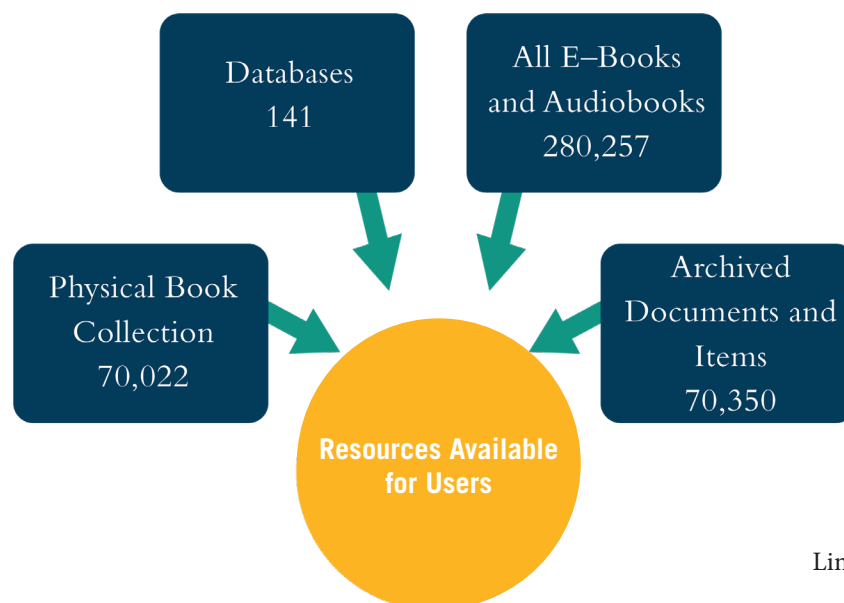 Databases
141
All E–Books
and Audiobooks
280,257
Physical Book
Collection
70,022
Archived
Documents and
Items
70,350
Resources Available
for Users